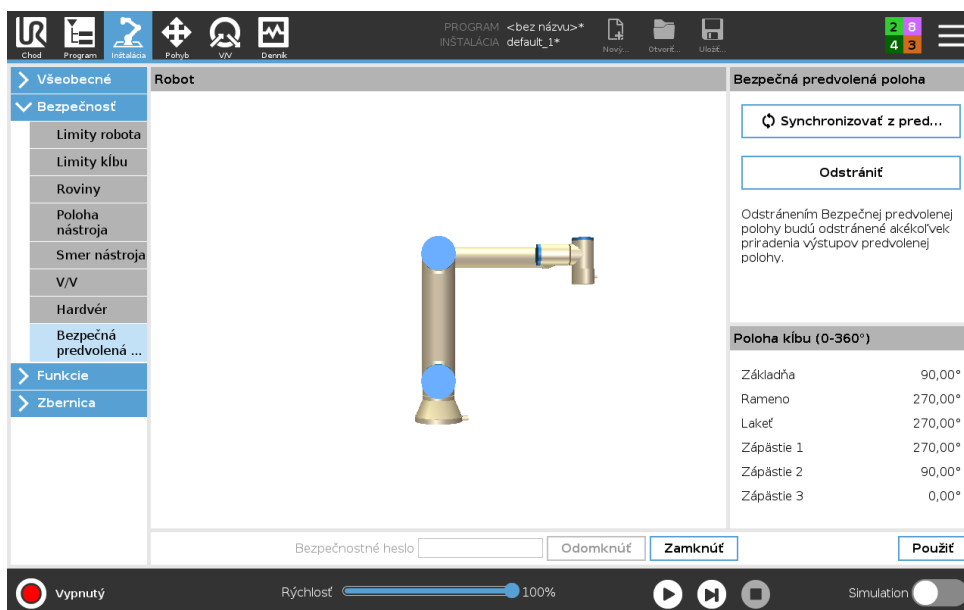 Chod
Program
Inštalácia
Pohyb
V/V
Denník
PROGRAM <bez názvu>*
INŠTALÁCIA default_1*
Nový...
Otvoriť...
Uložiť...
2 8
4 3
Všeobecné
Bezpečnosť
Limity robota
Limity kĺbu
Roviny
Poloha
nástroja
Smer nástroja
V/V
Hardvér
Bezpečná
predvolená ...
Funkcie
Zbernica
Robot
Bezpečná predvolená poloha
Synchronizovať z pred...
Odstrániť
Odstránením Bezpečnej predvolenej
polohy budú odstránené akékoľvek
priradenia výstupov predvolenej
polohy.
Poloha kĺbu (0-360°)
Základňa 90,00°
Rameno 270,00°
Lakeť 270,00°
Zápästie 1 270,00°
Zápästie 2 90,00°
Zápästie 3 0,00°
Bezpečnostné heslo
Odomknúť
Zamknúť
Použiť
Vypnutý
Rýchlosť 100%
Simulation